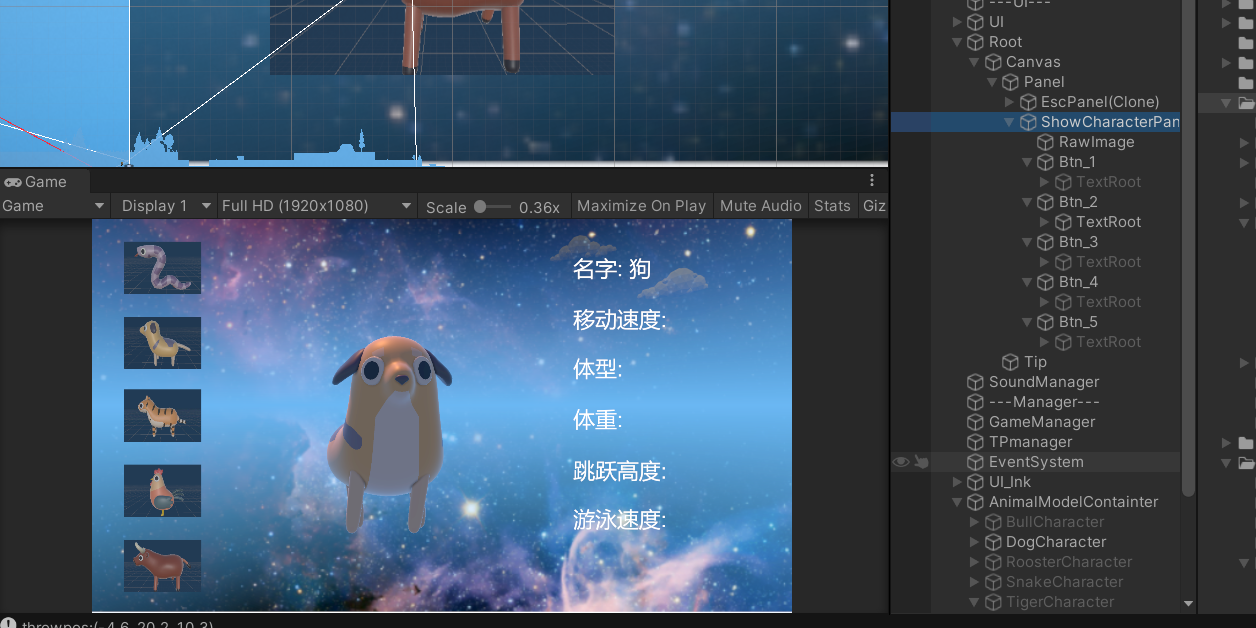 ---UI---
UI
Root
Canvas
Panel
EscPanel(Clone)
ShowCharacterPan
RawImage
Btn_1
TextRoot
Btn_2
TextRoot
Btn_3
TextRoot
Btn_4
TextRoot
Btn_5
TextRoot
Tip
SoundManager
---Manager---
GameManager
TPmanager
EventSystem
UI_Ink
AnimalModelContainter
BullCharacter
DogCharacter
RoosterCharacter
SnakeCharacter
TigerCharacter
Game
Game Display 1 Full HD (1920x1080) Scale 0.36x Maximize On Play Mute Audio Stats Giz
名字: 狗
移动速度:
体型:
体重:
跳跃高度:
游泳速度:
throwpos:(-4.6, 20.2, 10.3)